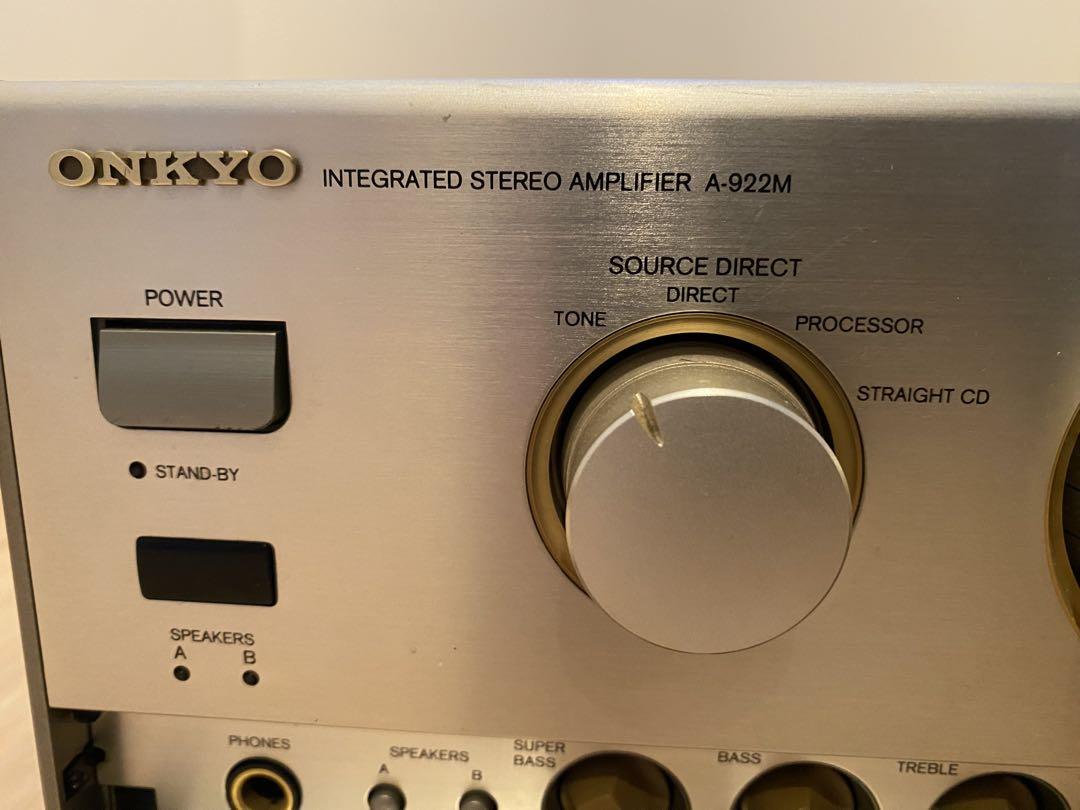 ONKYO INTEGRATED STEREO AMPLIFIER A-922M
SOURCE DIRECT
DIRECT
TONE PROCESSOR
STRAIGHT CD
POWER
STAND-BY
SPEAKERS
A B
PHONES
SPEAKERS
A B
SUPER
BASS
BASS
TREBLE